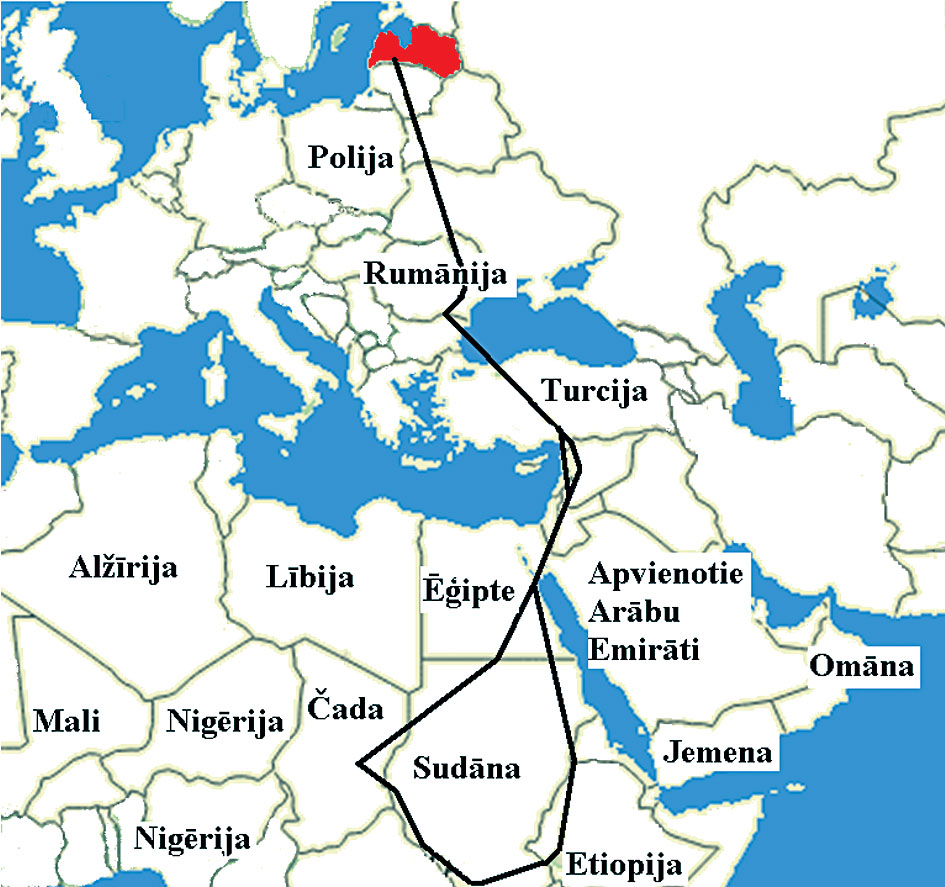 Polija
Rumānija
Turcija
Alžīrija
Lībija
Ēģipte
Apvienotie
Arābu
Emirāti
Omāna
Mali
Nigērija
Čada
Sudāna
Jemena
Nigērija
Etiopija